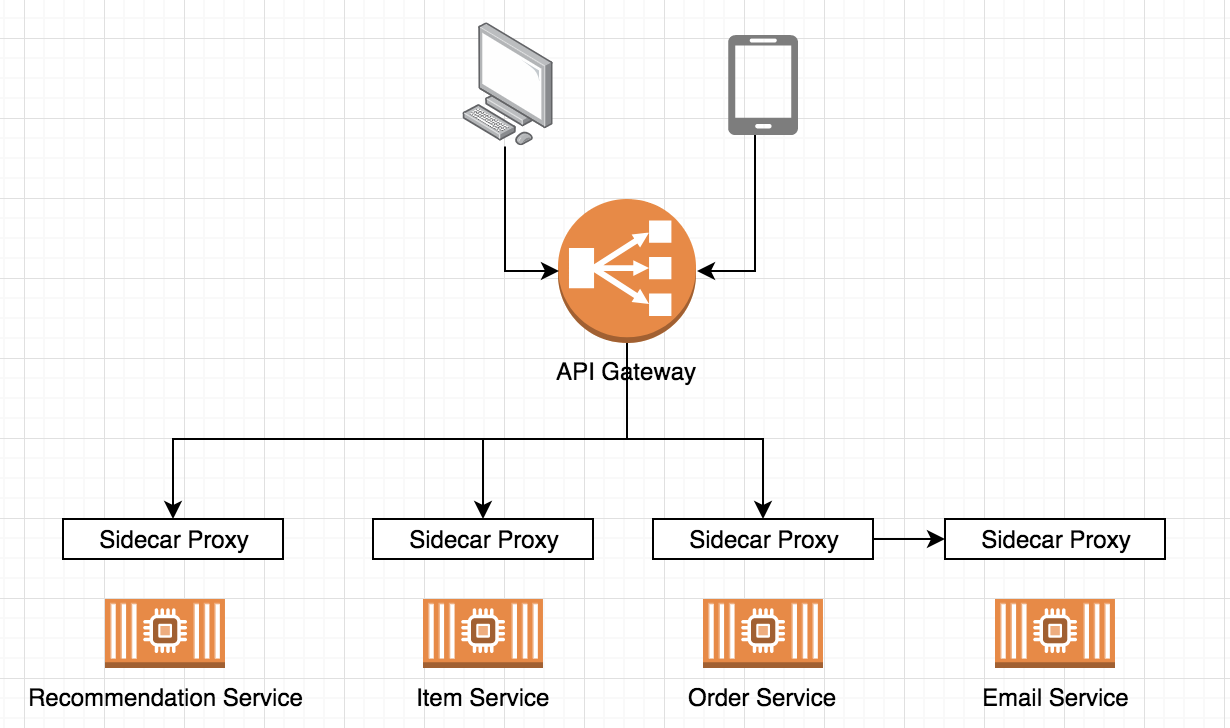 API Gateway
Sidecar Proxy
Sidecar Proxy
Sidecar Proxy
Sidecar Proxy
Recommendation Service
Item Service
Order Service
Email Service